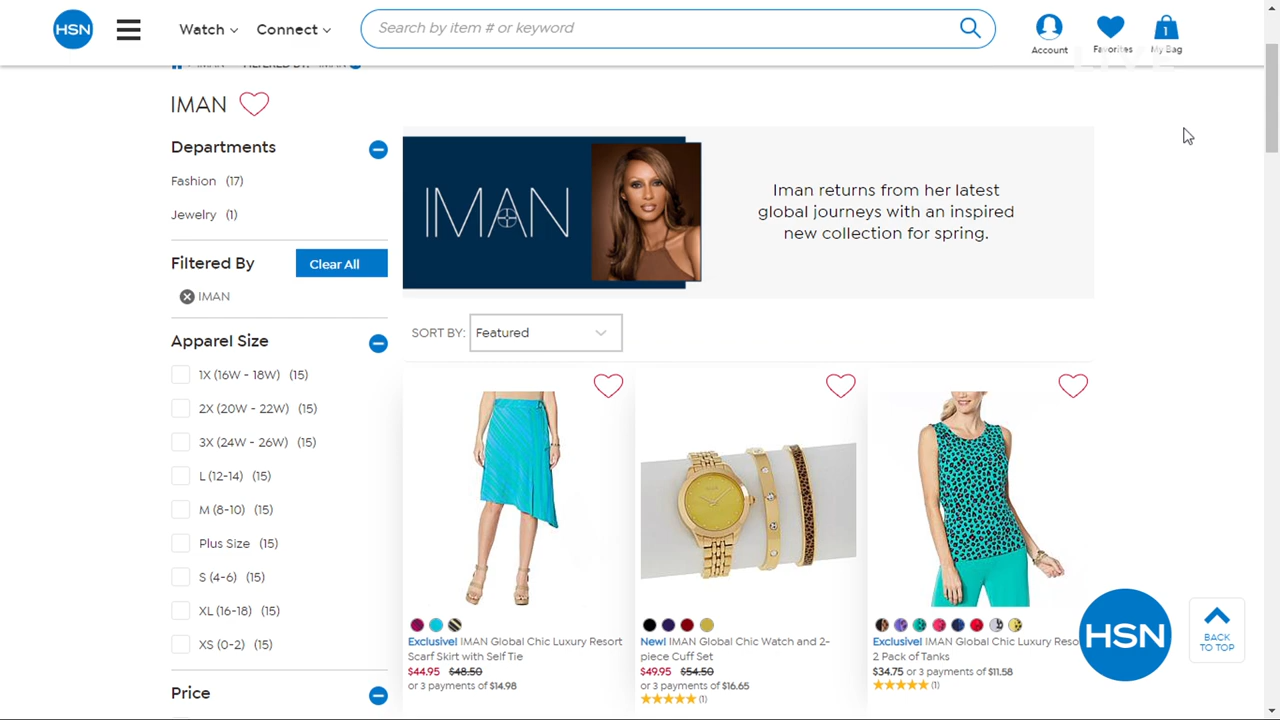 HSN
Watch
Connect
Search by item # or keyword
Account
Favorites
1
My Bag
LIVE
IMAN
Departments
Fashion (17)
Jewelry (1)
Filtered By
Clear All
IMAN
Apparel Size
1X (16W - 18W) (15)
2X (20W - 22W) (15)
3X (24W - 26W) (15)
L (12-14) (15)
M (8-10) (15)
Plus Size (15)
S (4-6) (15)
XL (16-18) (15)
XS (0-2) (15)
Price
IMAN
Iman returns from her latest
global journeys with an inspired
new collection for spring.
SORT BY: Featured
Exclusive! IMAN Global Chic Luxury Resort
Scarf Skirt with Self Tie
$44.95 $48.50
or 3 payments of $14.98
New! IMAN Global Chic Watch and 2-
piece Cuff Set
$49.95 $54.50
or 3 payments of $16.65
(1)
Exclusive! IMAN Global Chic Luxury
2 Pack of Tanks
$34.75 or 3 payments of $11.58
(1)
HSN
BACK
TO TOP